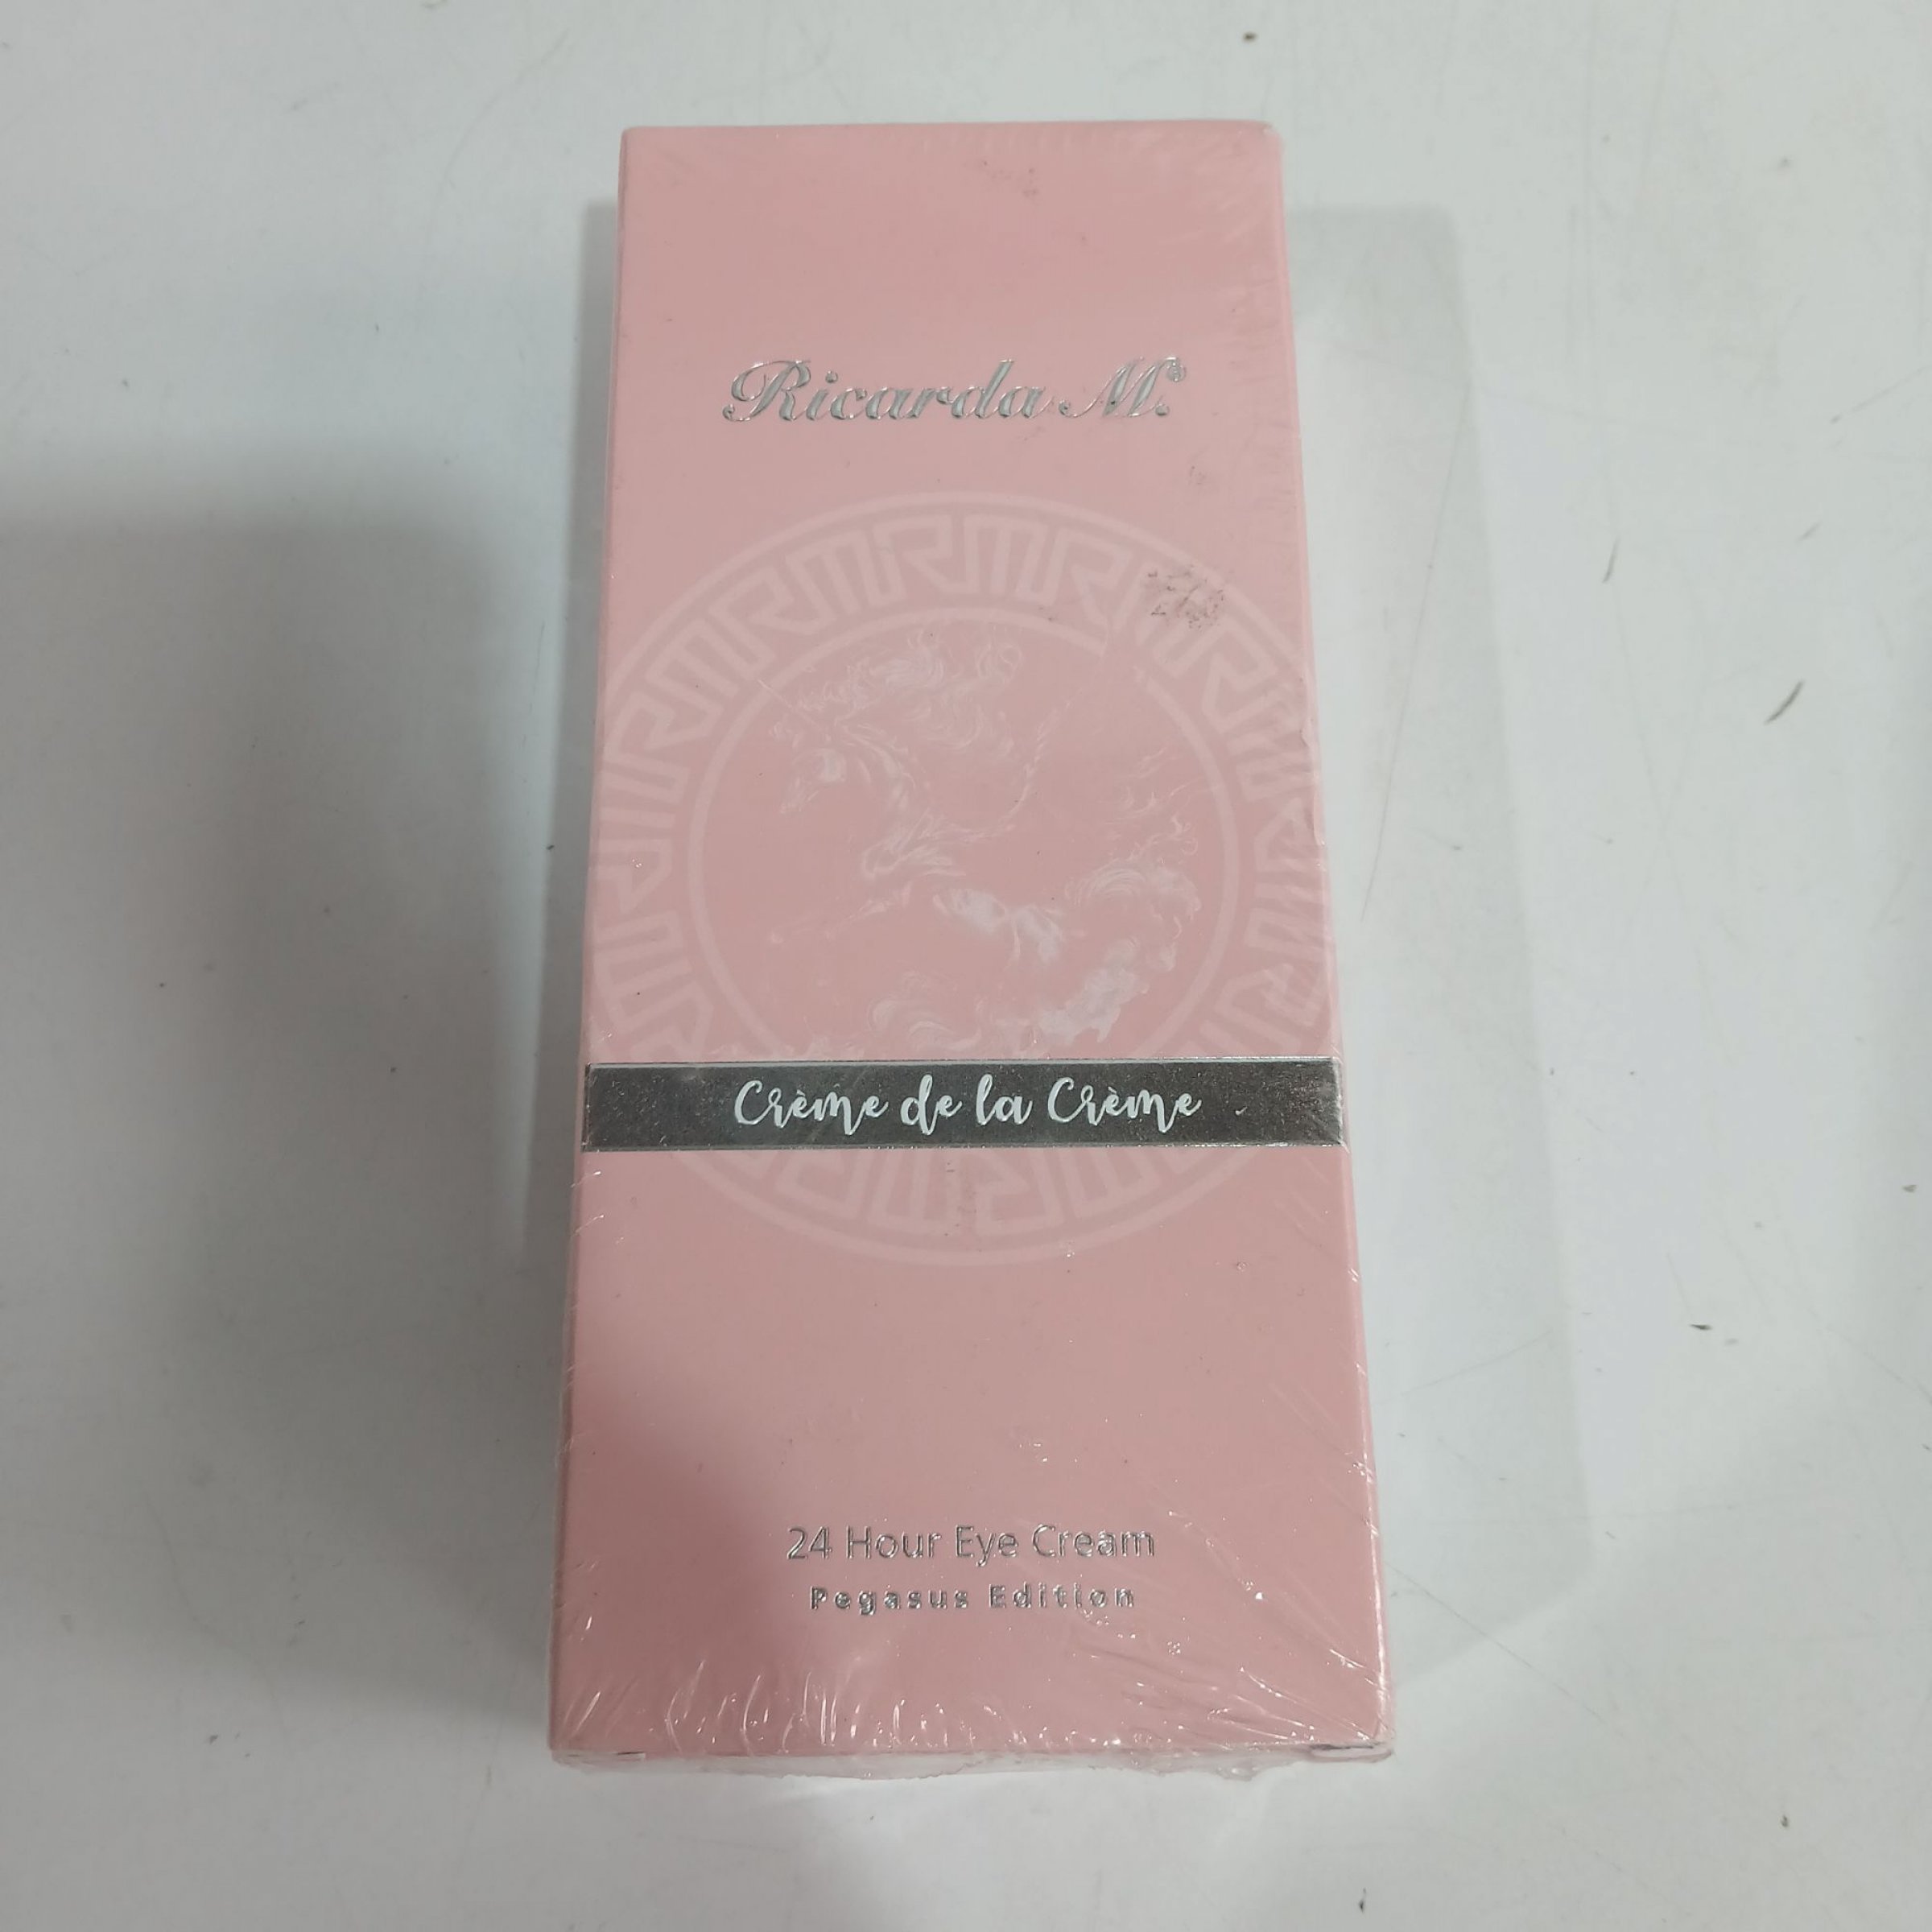 Ricarda M.®
Crème de la Crème
24 Hour Eye Cream
Pegasus Edition